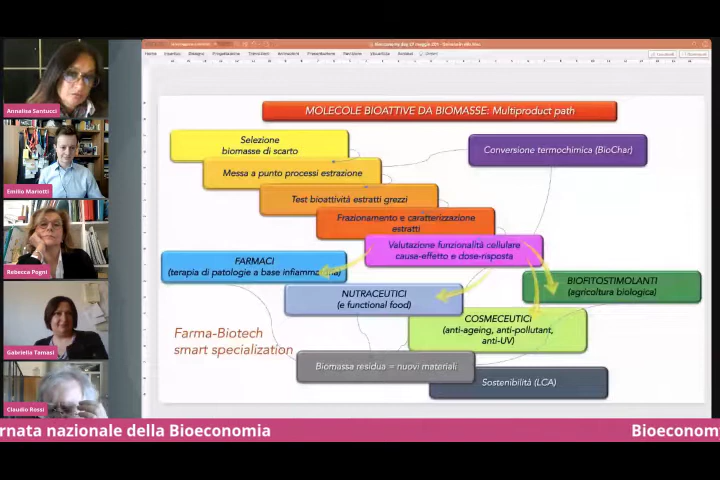 Annalisa Santucci
Emilio Mariotti
Rebecca Pogni
Gabriella Tamasi
Claudio Rossi
MOLECOLE BIOATTIVE DA BIOMASSE: Multiproduct path
Selezione
biomasse di scarto
Conversione termochimica (BioChar)
Messa a punto processi estrazione
Test bioattività estratti grezzi
Frazionamento e caratterizzazione
estratti
Valutazione funzionalità cellulare
cause-effetto e dose-risposta
FARMACI
(terapia di patologie a base infiammatoria)
BIOFITOSTIMOLANTI
(agricoltura biologica)
NUTRACEUTICI
(e functional food)
COSMECEUTICI
(anti-ageing, anti-pollutant,
anti-UV)
Farma-Biotech
smart specialization
Biomassa residua = nuovi materiali
Sostenibilità (LCA)
rnata nazionale della Bioeconomia
Bioeconom